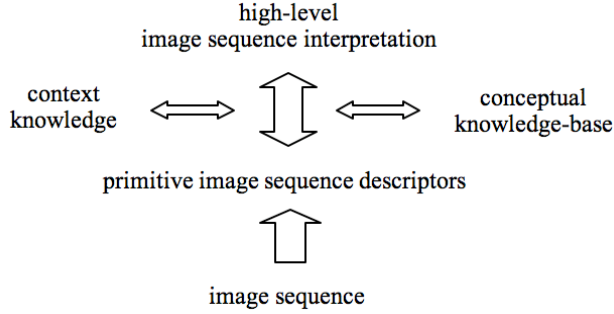 high-level
image sequence interpretation
context
knowledge
conceptual
knowledge-base
primitive image sequence descriptors
image sequence